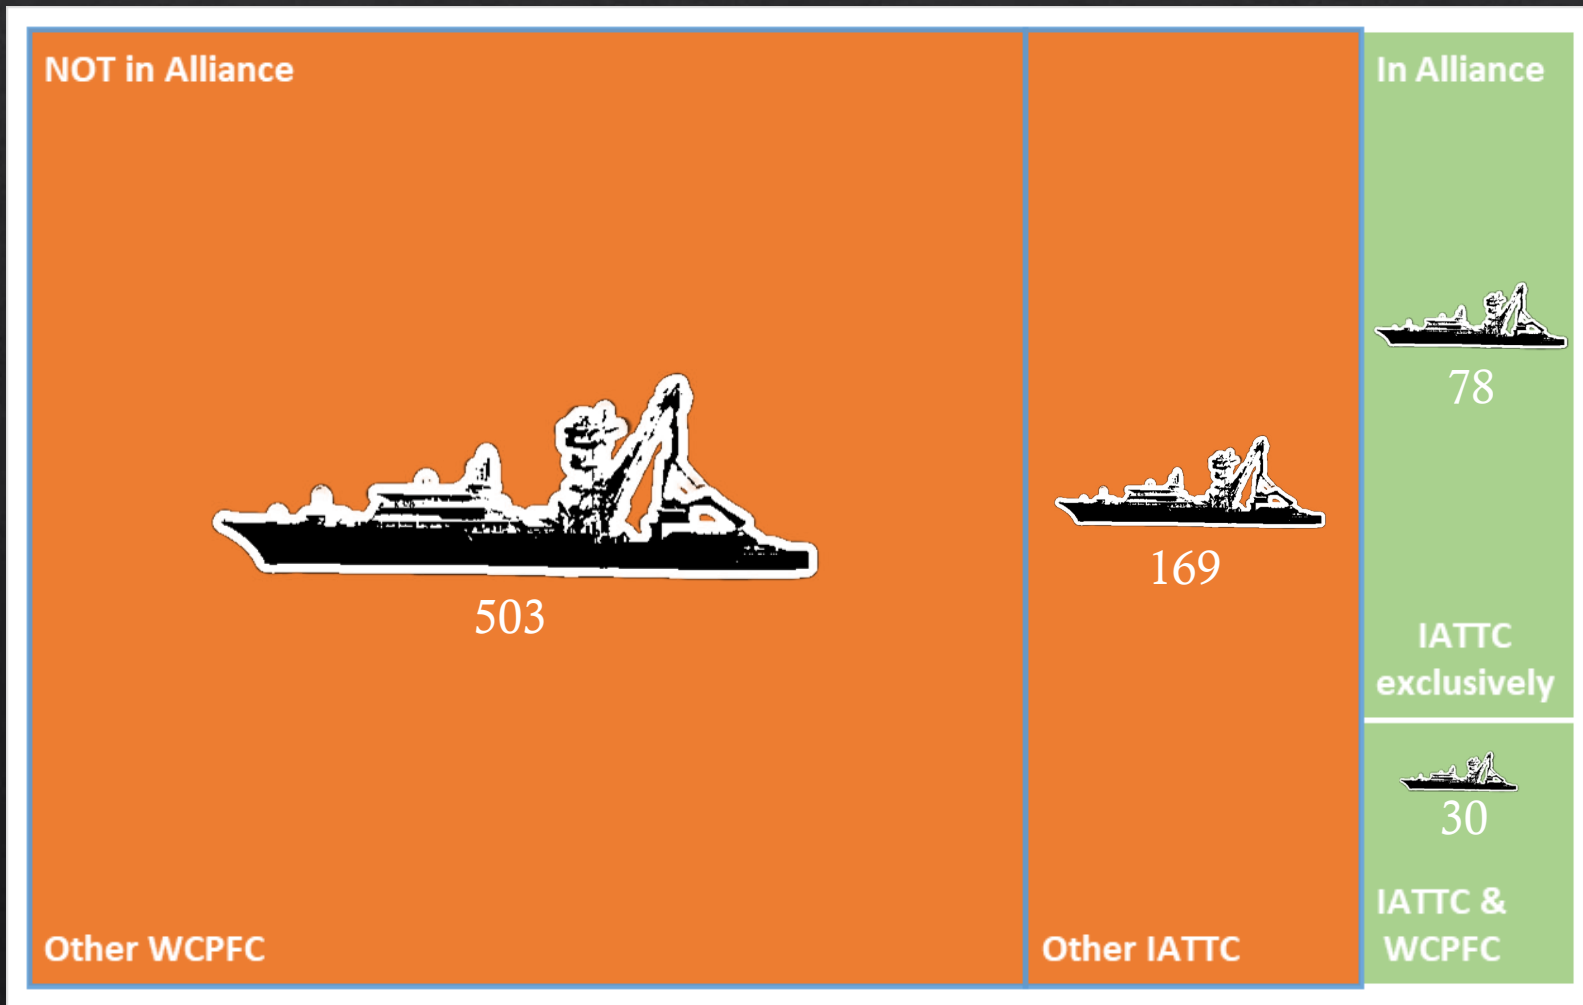 NOT in Alliance
503
Other WCPFC
169
Other IATTC
In Alliance
78
IATTC
exclusively
30
IATTC &
WCPFC